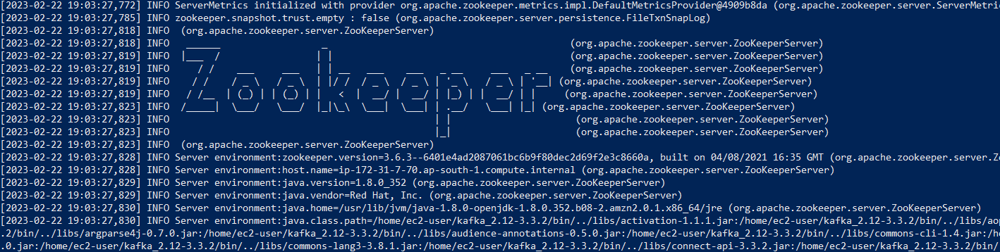 [2023-02-22 19:03:27,772] INFO ServerMetrics initialized with provider org.apache.zookeeper.metrics.impl.DefaultMetricsProvider@4909b8da (org.apache.zookeeper.server.ServerMetri
[2023-02-22 19:03:27,785] INFO zookeeper.snapshot.trust.empty : false (org.apache.zookeeper.server.persistence.FileTxnSnapLog)
[2023-02-22 19:03:27,818] INFO  (org.apache.zookeeper.server.ZooKeeperServer)
[2023-02-22 19:03:27,818] INFO   ______                  _                                          (org.apache.zookeeper.server.ZooKeeperServer)
[2023-02-22 19:03:27,819] INFO  |___  /                 | |                                         (org.apache.zookeeper.server.ZooKeeperServer)
[2023-02-22 19:03:27,819] INFO     / /    ___     ___   | | __   ___    ___   _ __     ___   _ __    (org.apache.zookeeper.server.ZooKeeperServer)
[2023-02-22 19:03:27,819] INFO    / /    / _ \   / _ \  | |/ /  / _ \  / _ \ | '_ \   / _ \ | '__| (org.apache.zookeeper.server.ZooKeeperServer)
[2023-02-22 19:03:27,819] INFO   / /__  | (_) | | (_) | |   <  |  __/ |  __/ | |_) | |  __/ | |     (org.apache.zookeeper.server.ZooKeeperServer)
[2023-02-22 19:03:27,823] INFO  /_____|  \___/   \___/  |_|\_\  \___|  \___| | .__/   \___| |_| (org.apache.zookeeper.server.ZooKeeperServer)
[2023-02-22 19:03:27,823] INFO                                               | |                      (org.apache.zookeeper.server.ZooKeeperServer)
[2023-02-22 19:03:27,823] INFO                                               |_|                      (org.apache.zookeeper.server.ZooKeeperServer)
[2023-02-22 19:03:27,823] INFO  (org.apache.zookeeper.server.ZooKeeperServer)
[2023-02-22 19:03:27,828] INFO Server environment:zookeeper.version=3.6.3--6401e4ad2087061bc6b9f80dec2d69f2e3c8660a, built on 04/08/2021 16:35 GMT (org.apache.zookeeper.server.Zo
[2023-02-22 19:03:27,828] INFO Server environment:host.name=ip-172-31-7-70.ap-south-1.compute.internal (org.apache.zookeeper.server.ZooKeeperServer)
[2023-02-22 19:03:27,829] INFO Server environment:java.version=1.8.0_352 (org.apache.zookeeper.server.ZooKeeperServer)
[2023-02-22 19:03:27,829] INFO Server environment:java.vendor=Red Hat, Inc. (org.apache.zookeeper.server.ZooKeeperServer)
[2023-02-22 19:03:27,830] INFO Server environment:java.home=/usr/lib/jvm/java-1.8.0-openjdk-1.8.0.352.b08-2.amzn2.0.1.x86_64/jre (org.apache.zookeeper.server.ZooKeeperServer)
[2023-02-22 19:03:27,830] INFO Server environment:java.class.path=/home/ec2-user/kafka_2.12-3.3.2/bin/../libs/activation-1.1.1.jar:/home/ec2-user/kafka_2.12-3.3.2/bin/../libs/aop
.2/bin/../libs/argparse4j-0.7.0.jar:/home/ec2-user/kafka_2.12-3.3.2/bin/../libs/audience-annotations-0.5.0.jar:/home/ec2-user/kafka_2.12-3.3.2/bin/../libs/commons-cli-1.4.jar:/ho
.0.jar:/home/ec2-user/kafka_2.12-3.3.2/bin/../libs/commons-lang3-3.8.1.jar:/home/ec2-user/kafka_2.12-3.3.2/bin/../libs/connect-api-3.3.2.jar:/home/ec2-user/kafka_2.12-3.3.2/bin/.